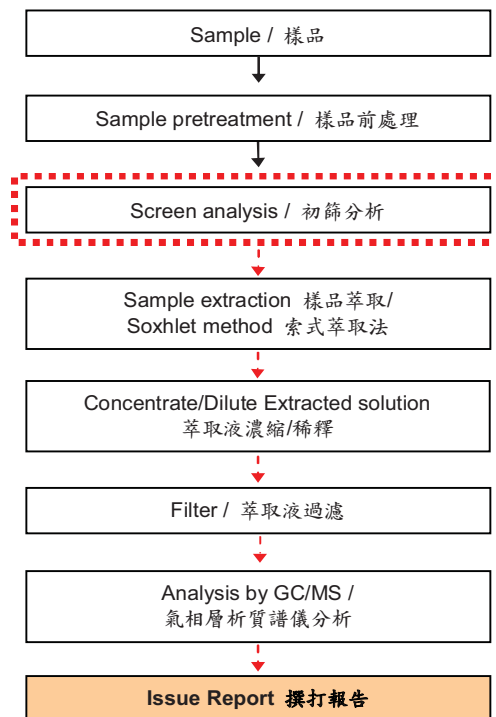 Sample / 樣品
Sample pretreatment / 樣品前處理
Screen analysis / 初篩分析
Sample extraction 樣品萃取/
Soxhlet method 索式萃取法
Concentrate/Dilute Extracted solution
萃取液濃縮/稀釋
Filter / 萃取液過濾
Analysis by GC/MS /
氣相層析質譜儀分析
Issue Report 撰打報告